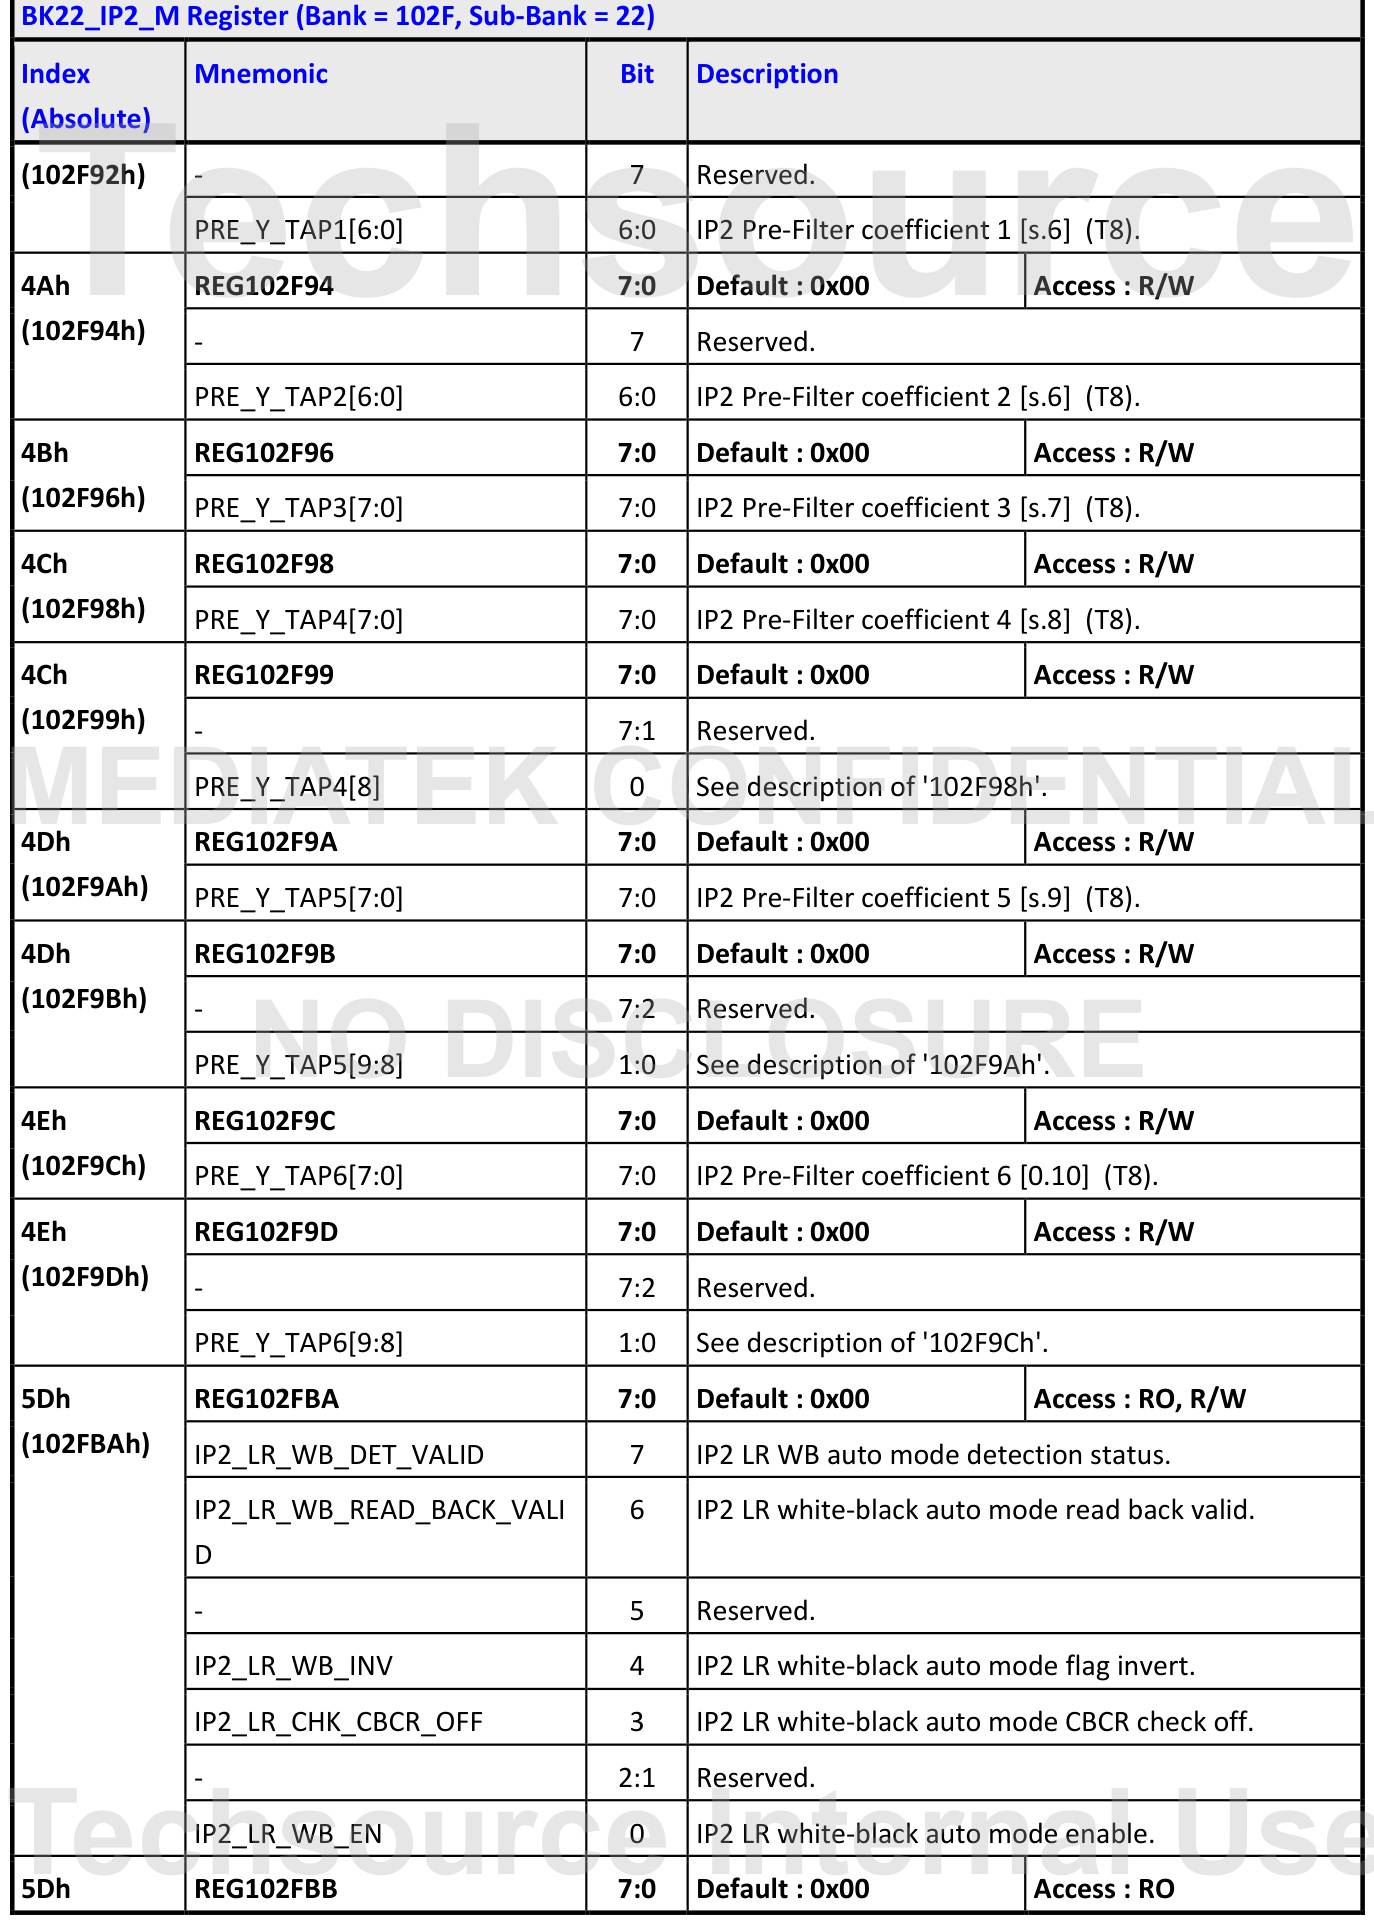 BK22_IP2_M Register (Bank = 102F, Sub-Bank = 22)
Index (Absolute) Mnemonic Bit Description
(102F92h) - 7 Reserved.
PRE_Y_TAP1[6:0] 6:0 IP2 Pre-Filter coefficient 1 [s.6] (T8).
Techsource
4Ah REG102F94 7:0 Default : 0x00 Access : R/W
(102F94h) - 7 Reserved.
PRE_Y_TAP2[6:0] 6:0 IP2 Pre-Filter coefficient 2 [s.6] (T8).
4Bh REG102F96 7:0 Default : 0x00 Access : R/W
(102F96h) PRE_Y_TAP3[7:0] 7:0 IP2 Pre-Filter coefficient 3 [s.7] (T8).
4Ch REG102F98 7:0 Default : 0x00 Access : R/W
(102F98h) PRE_Y_TAP4[7:0] 7:0 IP2 Pre-Filter coefficient 4 [s.8] (T8).
4Ch REG102F99 7:0 Default : 0x00 Access : R/W
(102F99h) - 7:1 Reserved.
MEDIATEK CONFIDENTIAL
PRE_Y_TAP4[8] 0 See description of '102F98h'.
4Dh REG102F9A 7:0 Default : 0x00 Access : R/W
(102F9Ah) PRE_Y_TAP5[7:0] 7:0 IP2 Pre-Filter coefficient 5 [s.9] (T8).
4Dh REG102F9B 7:0 Default : 0x00 Access : R/W
(102F9Bh) - 7:2 Reserved.
NO DISCLOSURE
PRE_Y_TAP5[9:8] 1:0 See description of '102F9Ah'.
4Eh REG102F9C 7:0 Default : 0x00 Access : R/W
(102F9Ch) PRE_Y_TAP6[7:0] 7:0 IP2 Pre-Filter coefficient 6 [0.10] (T8).
4Eh REG102F9D 7:0 Default : 0x00 Access : R/W
(102F9Dh) - 7:2 Reserved.
PRE_Y_TAP6[9:8] 1:0 See description of '102F9Ch'.
5Dh REG102FBA 7:0 Default : 0x00 Access : RO, R/W
(102FBAh) IP2_LR_WB_DET_VALID 7 IP2 LR WB auto mode detection status.
IP2_LR_WB_READ_BACK_VALI 6 IP2 LR white-black auto mode read back valid.
D
- 5 Reserved.
IP2_LR_WB_INV 4 IP2 LR white-black auto mode flag invert.
IP2_LR_CHK_CBCR_OFF 3 IP2 LR white-black auto mode CBCR check off.
- 2:1 Reserved.
Techsource Internal Use
IP2_LR_WB_EN 0 IP2 LR white-black auto mode enable.
5Dh REG102FBB 7:0 Default : 0x00 Access : RO